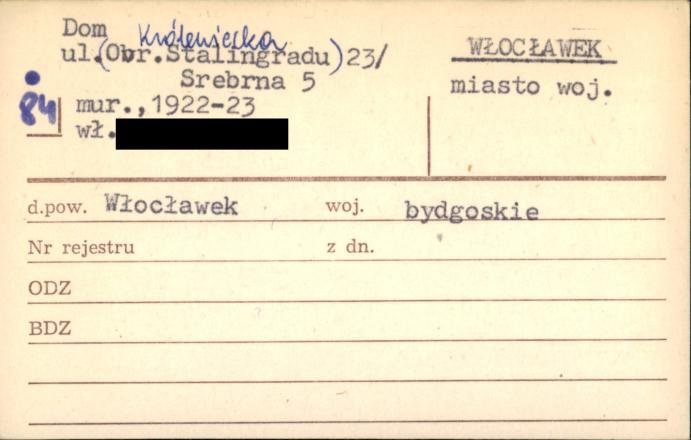 Dom Królewiecka
ul.(Obr.Stalingradu) 23/
Srebrna 5
84
mur., 1922-23
wł.
WŁOCŁAWEK
miasto woj.
d.pow. Włocławek woj. bydgoskie
Nr rejestru z dn.
ODZ
BDZ